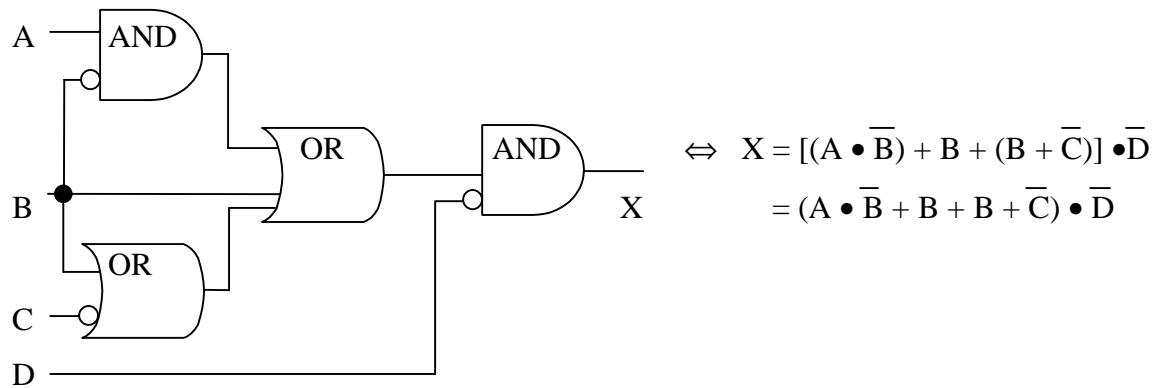 A
AND
OR
AND
B
X
OR
C
D
⇔ X = [(A • B̅) + B + (B + C̅)] •D̅
= (A • B̅ + B + B + C̅) • D̅